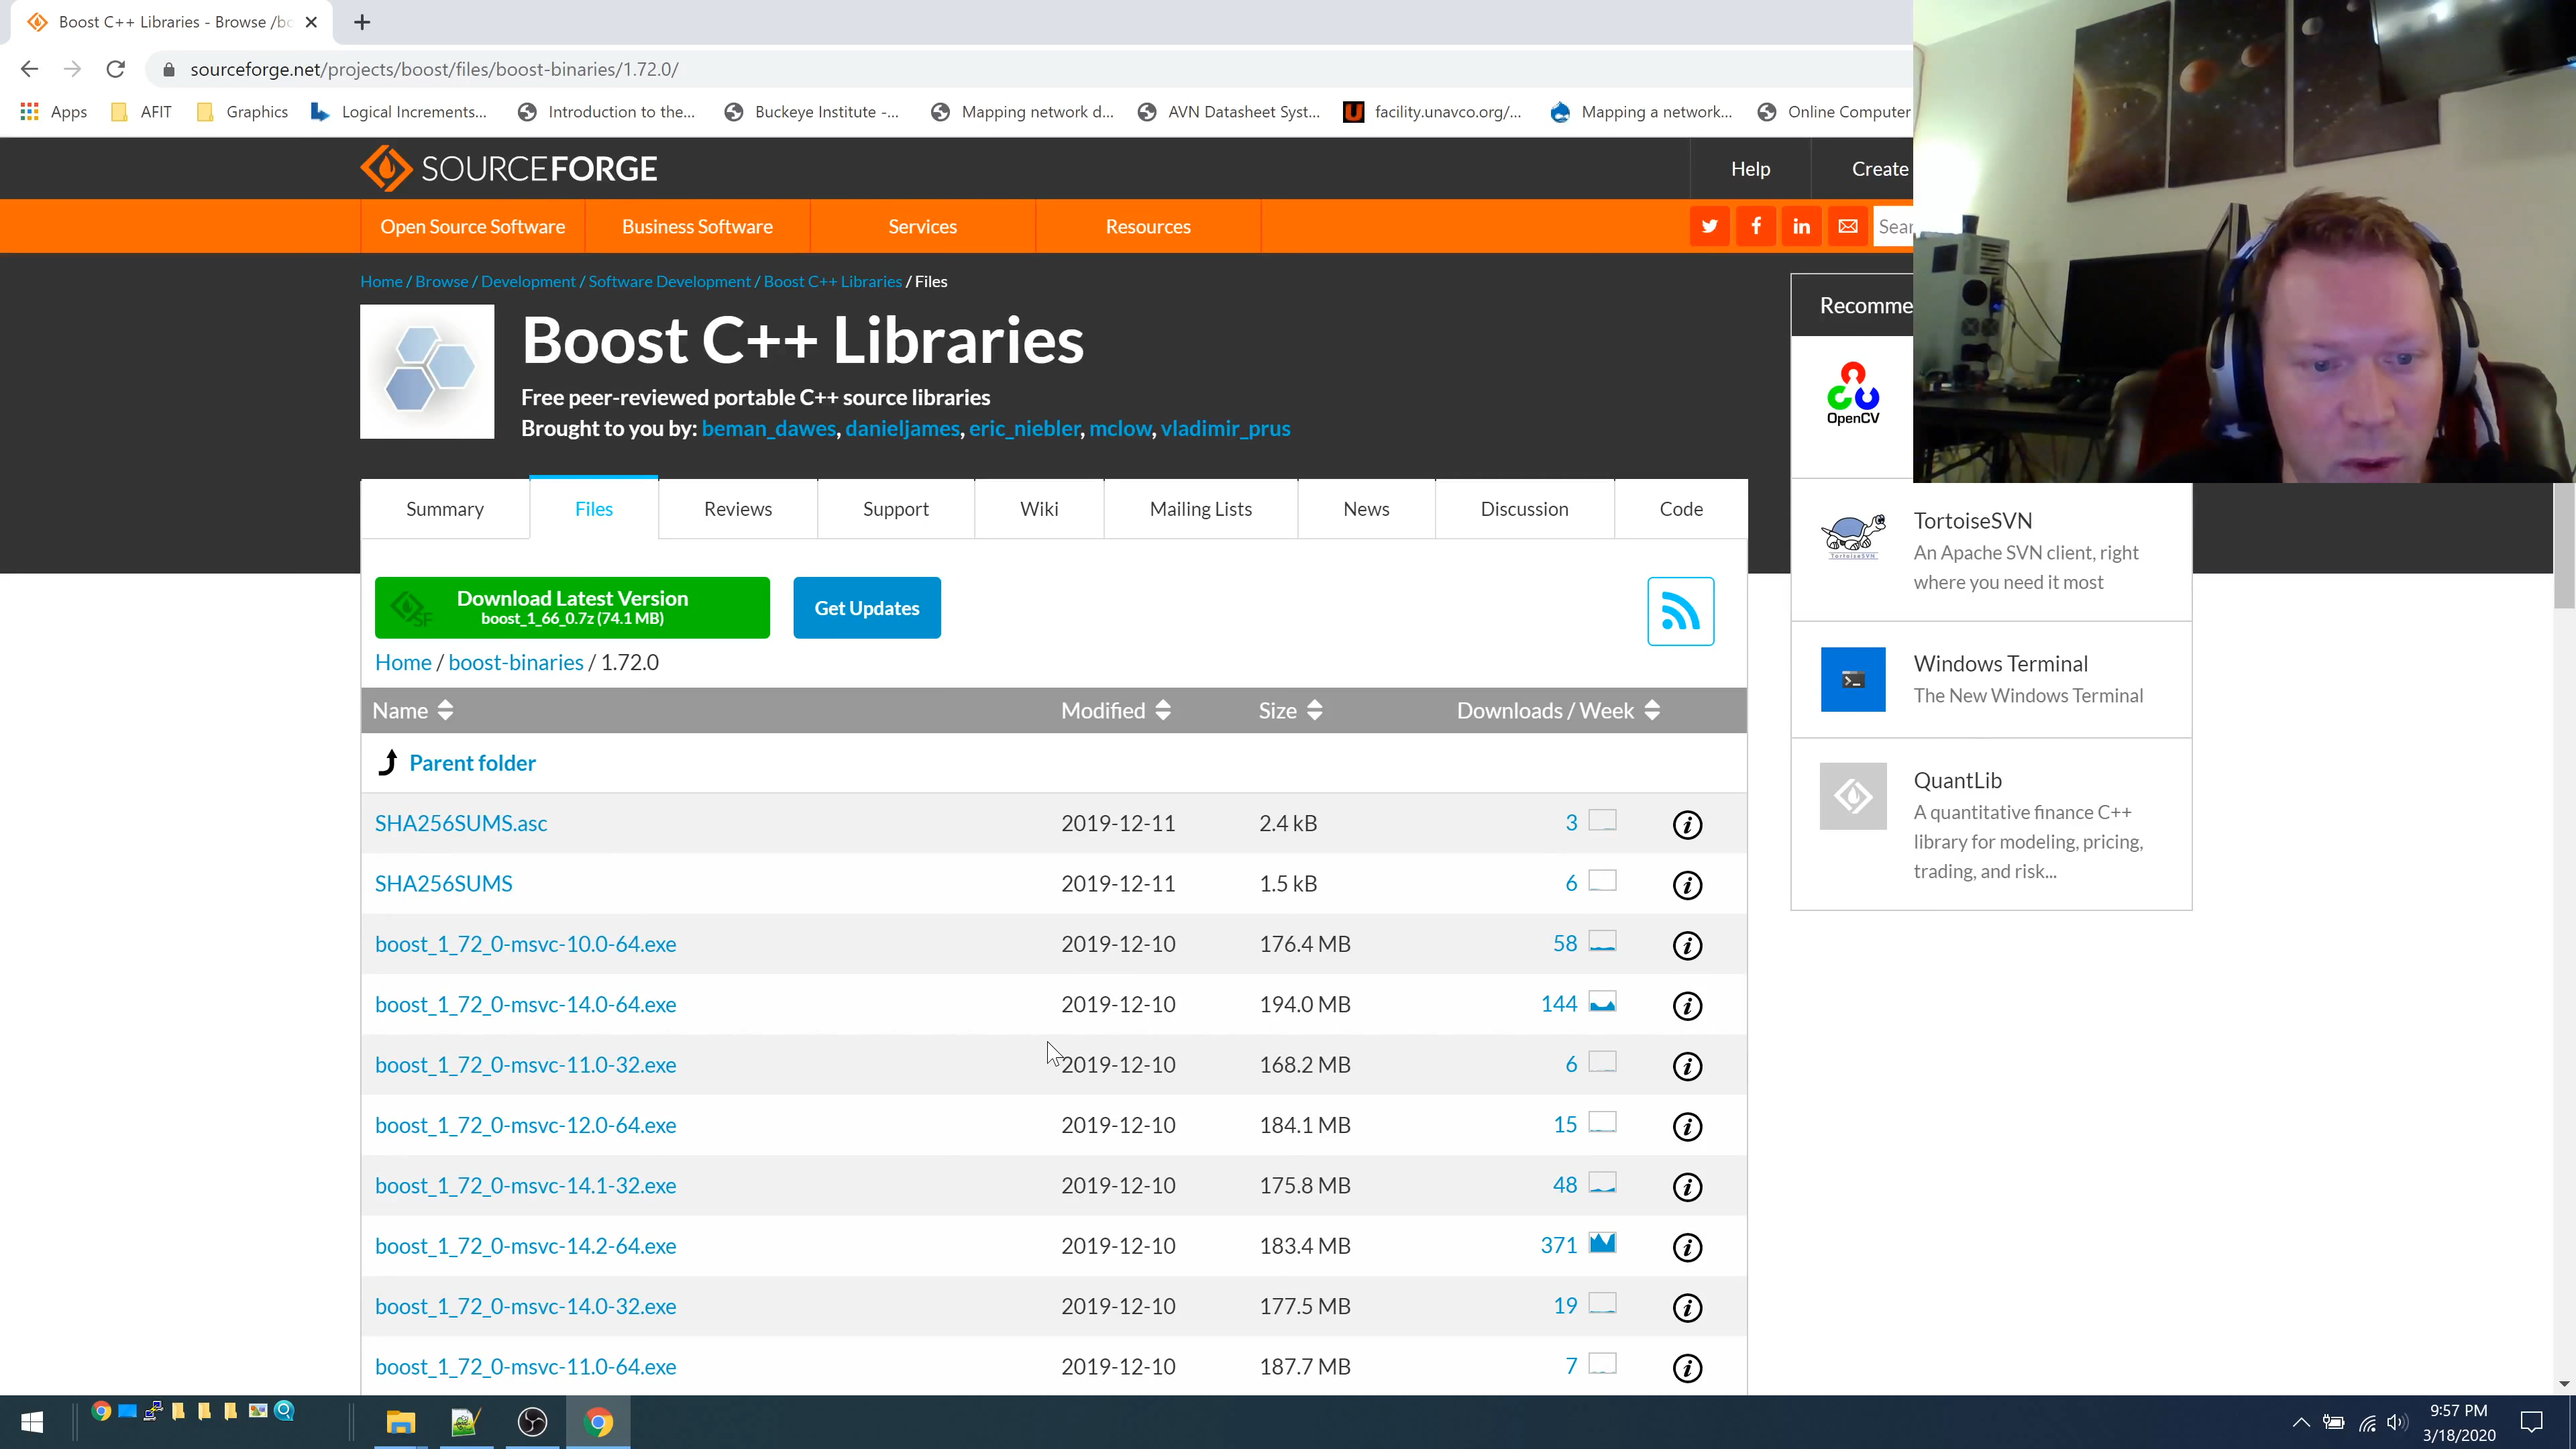 Boost C++ Libraries - Browse /bo
sourceforge.net/projects/boost/files/boost-binaries/1.72.0/
Apps AFIT Graphics Logical Increments... Introduction to the... Buckeye Institute -... Mapping network d... AVN Datasheet Syst... facility.unavco.org/... Mapping a network... Online Computer
SOURCEFORGE Help Create
Open Source Software Business Software Services Resources Sear
Home / Browse / Development / Software Development / Boost C++ Libraries / Files
Boost C++ Libraries
Free peer-reviewed portable C++ source libraries
Brought to you by: beman_dawes, danieljames, eric_niebler, mclow, vladimir_prus
Summary Files Reviews Support Wiki Mailing Lists News Discussion Code
Download Latest Version
boost_1_66_0.7z (74.1 MB)
Get Updates
Home / boost-binaries / 1.72.0
Name Modified Size Downloads / Week
Parent folder
SHA256SUMS.asc 2019-12-11 2.4 kB 3
SHA256SUMS 2019-12-11 1.5 kB 6
boost_1_72_0-msvc-10.0-64.exe 2019-12-10 176.4 MB 58
boost_1_72_0-msvc-14.0-64.exe 2019-12-10 194.0 MB 144
boost_1_72_0-msvc-11.0-32.exe 2019-12-10 168.2 MB 6
boost_1_72_0-msvc-12.0-64.exe 2019-12-10 184.1 MB 15
boost_1_72_0-msvc-14.1-32.exe 2019-12-10 175.8 MB 48
boost_1_72_0-msvc-14.2-64.exe 2019-12-10 183.4 MB 371
boost_1_72_0-msvc-14.0-32.exe 2019-12-10 177.5 MB 19
boost_1_72_0-msvc-11.0-64.exe 2019-12-10 187.7 MB 7
Recomme
OpenCV
TortoiseSVN
An Apache SVN client, right
where you need it most
TortoiseSVN
Windows Terminal
The New Windows Terminal
QuantLib
A quantitative finance C++
library for modeling, pricing,
trading, and risk...
9:57 PM
3/18/2020